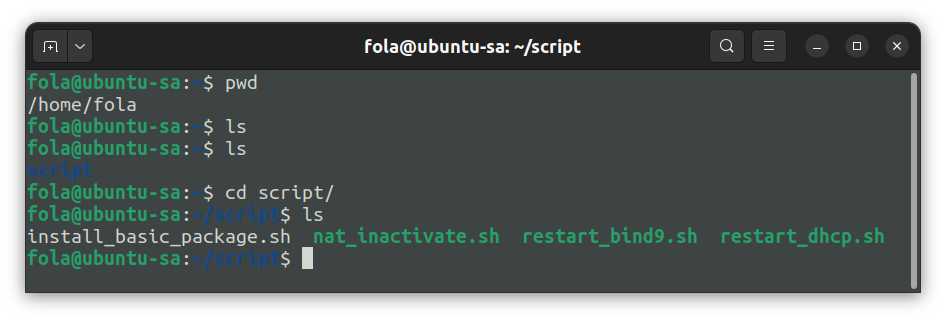 fola@ubuntu-sa: ~/script
fola@ubuntu-sa:~$ pwd
/home/fola
fola@ubuntu-sa:~$ ls
fola@ubuntu-sa:~$ ls
script
fola@ubuntu-sa:~$ cd script/
fola@ubuntu-sa:~/script$ ls
install_basic_package.sh  nat_inactivate.sh  restart_bind9.sh  restart_dhcp.sh
fola@ubuntu-sa:~/script$